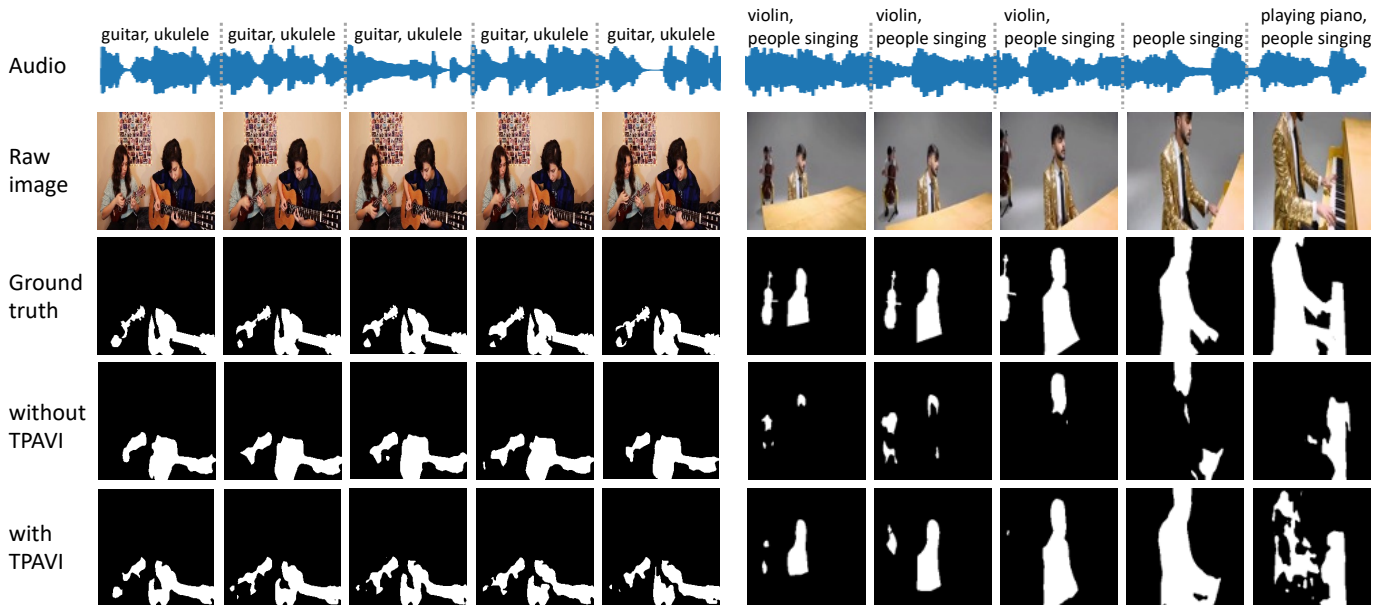 guitar, ukulele guitar, ukulele guitar, ukulele guitar, ukulele guitar, ukulele
violin,
people singing
violin,
people singing
violin,
people singing
people singing
playing piano,
people singing
Audio
Raw
image
Ground
truth
without
TPAVI
with
TPAVI